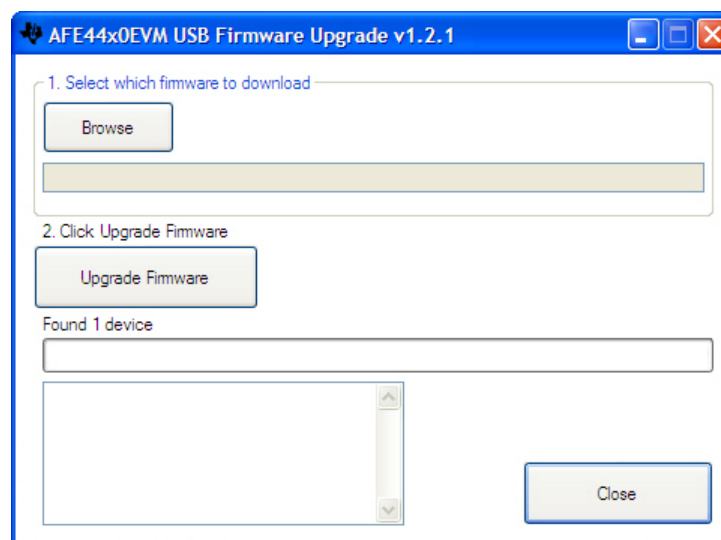 AFE44x0EVM USB Firmware Upgrade v1.2.1
1. Select which firmware to download
Browse
2. Click Upgrade Firmware
Upgrade Firmware
Found 1 device
Close